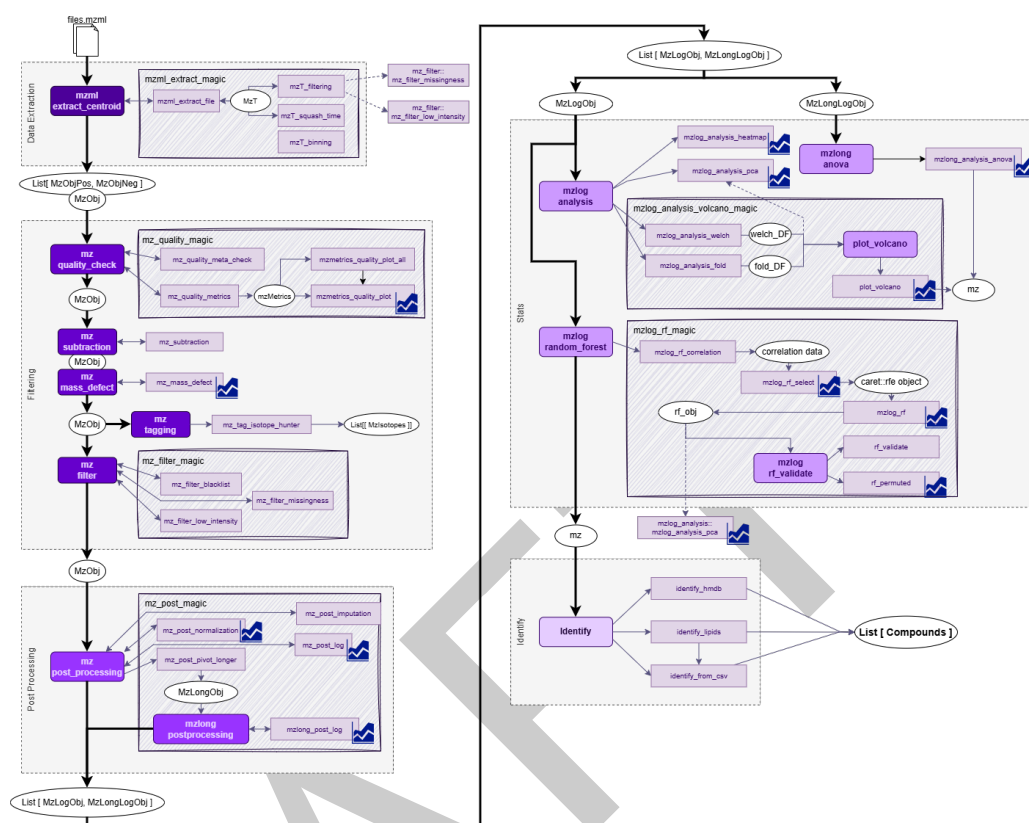 files.mzml
Data Extraction
mzml
extract_centroid
mzml_extract_magic
mzml_extract_file
MzT
mzT_filtering
mzT_squash_time
mzT_binning
mz_filter::
mz_filter_missingness
mz_filter::
mz_filter_low_intensity
List[ MzObjPos, MzObjNeg ]
MzObj
Filtering
mz
quality_check
mz_quality_magic
mz_quality_meta_check
mz_quality_metrics
mzMetrics
mzmetrics_quality_plot_all
mzmetrics_quality_plot
MzObj
mz
subtraction
mz_subtraction
MzObj
mz
mass_defect
mz_mass_defect
MzObj
mz
tagging
mz_tag_isotope_hunter
List[[ MzIsotopes ]]
mz
filter
mz_filter_magic
mz_filter_blacklist
mz_filter_missingness
mz_filter_low_intensity
MzObj
Post Processing
mz
post_processing
mz_post_magic
mz_post_imputation
mz_post_normalization
mz_post_log
mz_post_pivot_longer
MzLongObj
mzlong
postprocessing
mzlong_post_log
List [ MzLogObj, MzLongLogObj ]
List [ MzLogObj, MzLongLogObj ]
MzLogObj
MzLongLogObj
Stats
mzlog
analysis
mzlog_analysis_heatmap
mzlog_analysis_pca
mzlong
anova
mzlong_analysis_anova
mzlog_analysis_volcano_magic
mzlog_analysis_welch
welch_DF
mzlog_analysis_fold
fold_DF
plot_volcano
plot_volcano
mz
mzlog
random_forest
mzlog_rf_magic
mzlog_rf_correlation
correlation data
mzlog_rf_select
caret::rfe object
rf_obj
mzlog_rf
mzlog
rf_validate
rf_validate
rf_permuted
mzlog_analysis::
mzlog_analysis_pca
mz
Identify
Identify
identify_hmdb
identify_lipids
identify_from_csv
List [ Compounds ]